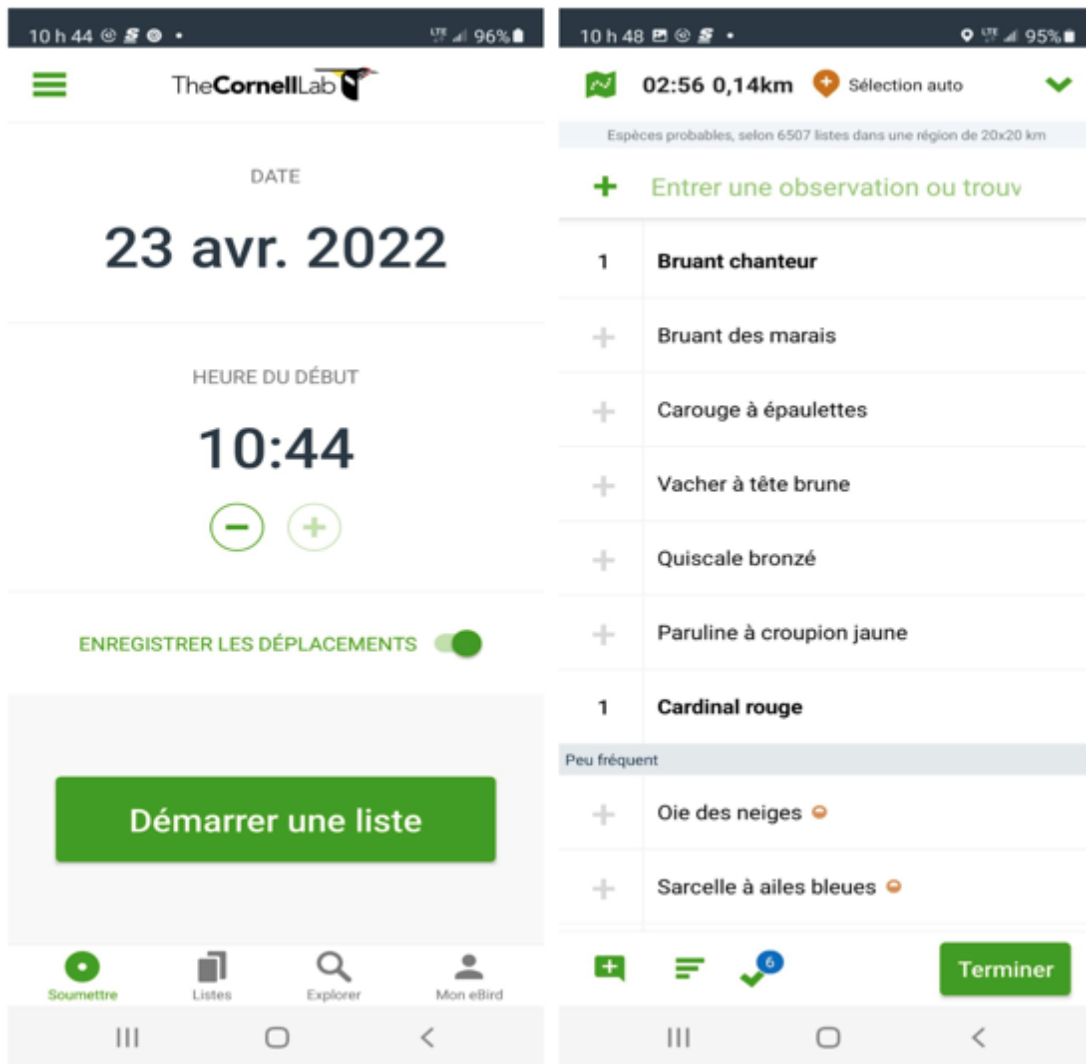 10 h 44
LTE 96%
TheCornellLab
DATE
23 avr. 2022
HEURE DU DÉBUT
10:44
ENREGISTRER LES DÉPLACEMENTS
Démarrer une liste
Soumettre
Listes
Explorer
Mon eBird
10 h 48
LTE 95%
02:56 0,14km
Sélection auto
Espèces probables, selon 6507 listes dans une région de 20x20 km
Entrer une observation ou trouv
1 Bruant chanteur
Bruant des marais
Carouge à épaulettes
Vacher à tête brune
Quiscale bronzé
Paruline à croupion jaune
1 Cardinal rouge
Peu fréquent
Oie des neiges
Sarcelle à ailes bleues
6
Terminer